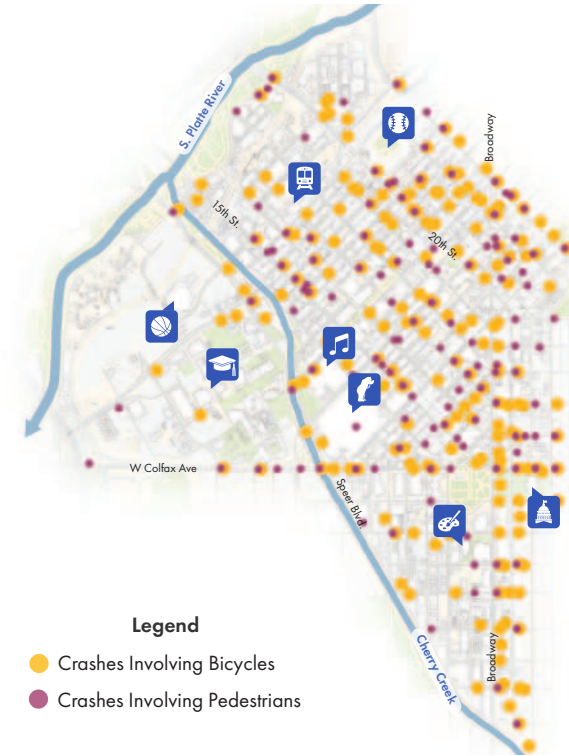 S. Platte River
Broadway
15th St.
20th St.
W Colfax Ave
Speer Blvd.
Legend
Crashes Involving Bicycles
Crashes Involving Pedestrians
Cherry Creek
Broadway